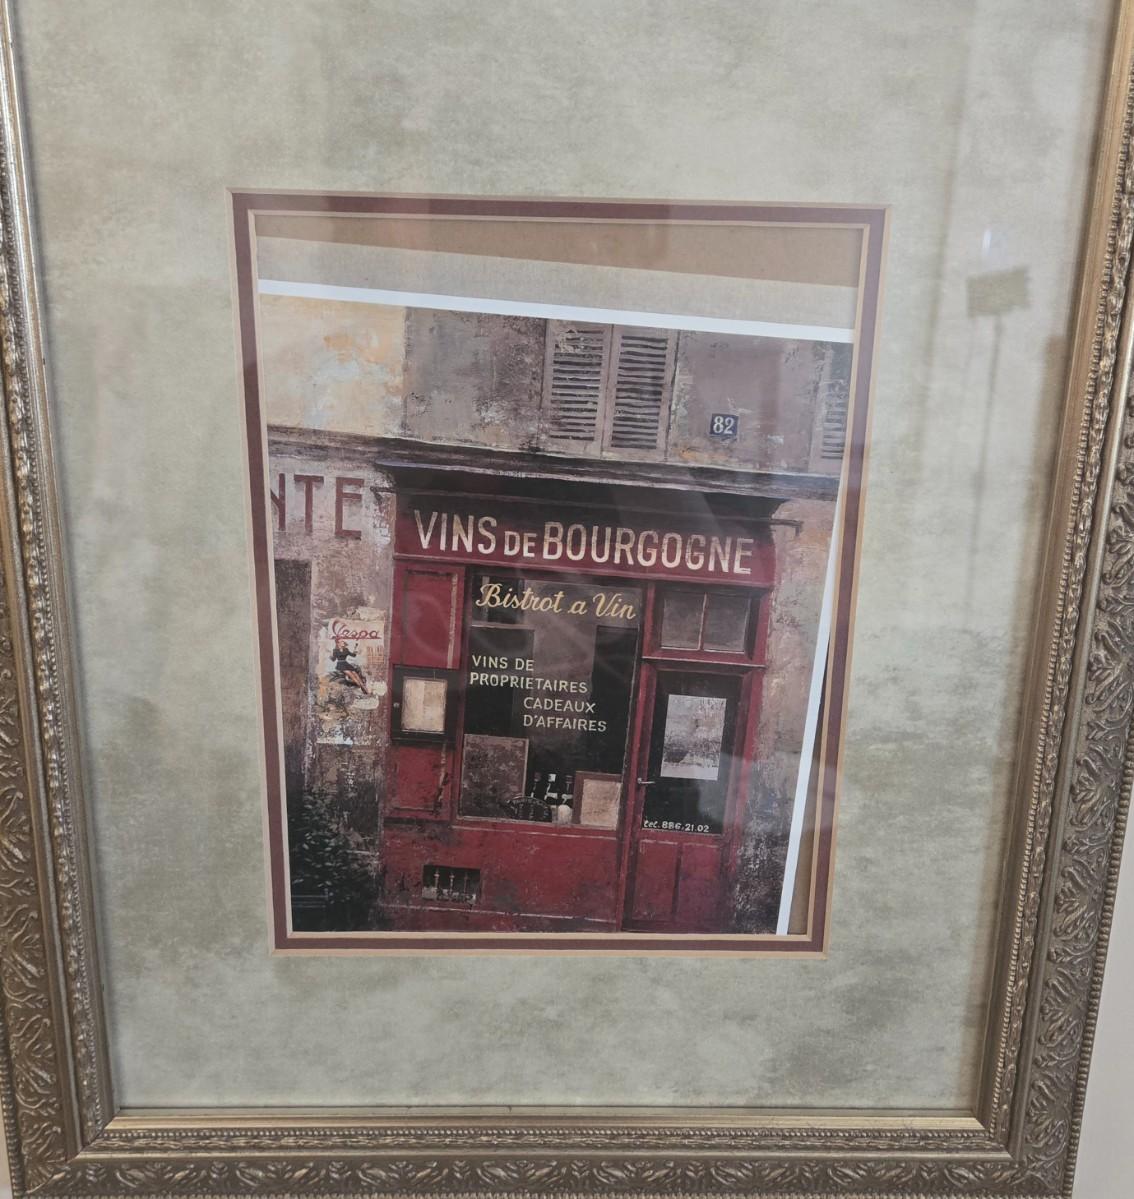 82
NTE
VINS DE BOURGOGNE
Bistrot a Vin
Vespa
VINS DE
PROPRIETAIRES
CADEAUX
D'AFFAIRES
tel. 886.21.02